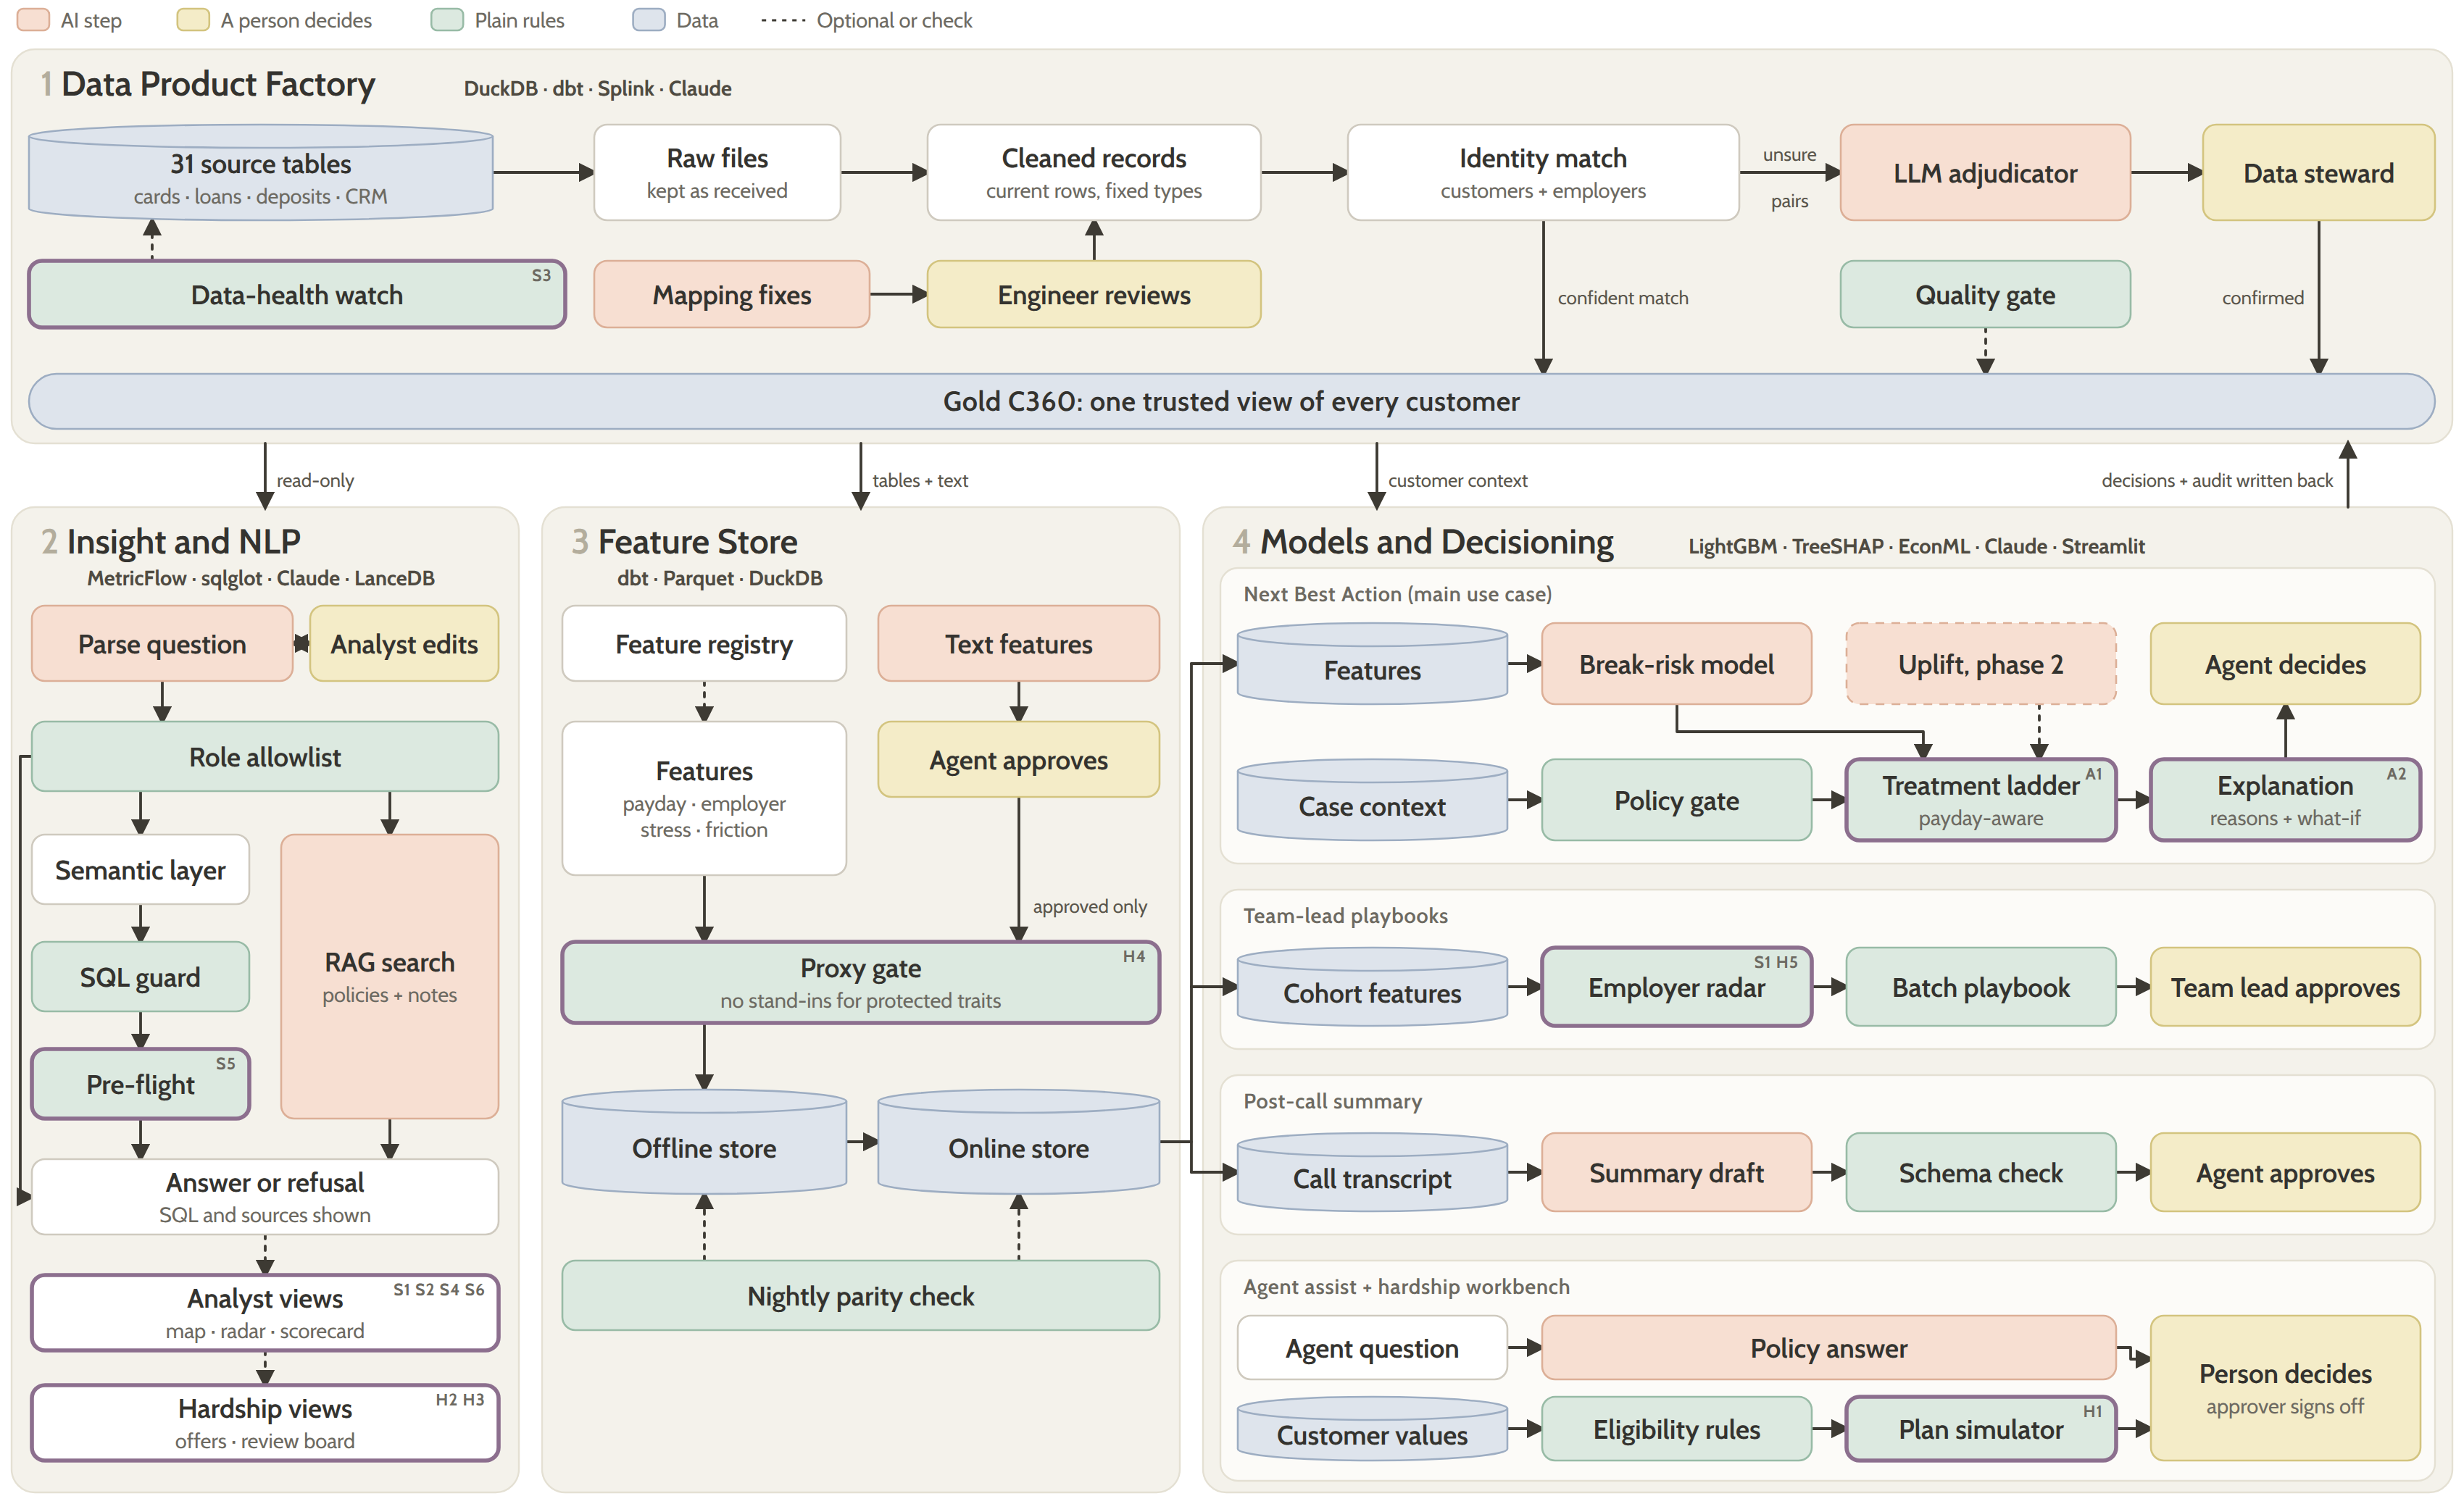 AI step
A person decides
Plain rules
Data
Optional or check
1 Data Product Factory
DuckDB · dbt · Splink · Claude
31 source tables
cards · loans · deposits · CRM
Raw files
kept as received
Cleaned records
current rows, fixed types
Identity match
customers + employers
unsure
pairs
LLM adjudicator
Data steward
Data-health watch
S3
Mapping fixes
Engineer reviews
confident match
Quality gate
confirmed
Gold C360: one trusted view of every customer
read-only
tables + text
customer context
decisions + audit written back
2 Insight and NLP
MetricFlow · sqlglot · Claude · LanceDB
Parse question
Analyst edits
Role allowlist
Semantic layer
SQL guard
Pre-flight
S5
RAG search
policies + notes
Answer or refusal
SQL and sources shown
Analyst views
S1 S2 S4 S6
map · radar · scorecard
Hardship views
H2 H3
offers · review board
3 Feature Store
dbt · Parquet · DuckDB
Feature registry
Text features
Features
payday · employer
stress · friction
Agent approves
approved only
Proxy gate
H4
no stand-ins for protected traits
Offline store
Online store
Nightly parity check
4 Models and Decisioning
LightGBM · TreeSHAP · EconML · Claude · Streamlit
Next Best Action (main use case)
Features
Break-risk model
Uplift, phase 2
Agent decides
Case context
Policy gate
Treatment ladder
A1
payday-aware
Explanation
A2
reasons + what-if
Team-lead playbooks
Cohort features
Employer radar
S1 H5
Batch playbook
Team lead approves
Post-call summary
Call transcript
Summary draft
Schema check
Agent approves
Agent assist + hardship workbench
Agent question
Policy answer
Person decides
approver signs off
Customer values
Eligibility rules
Plan simulator
H1